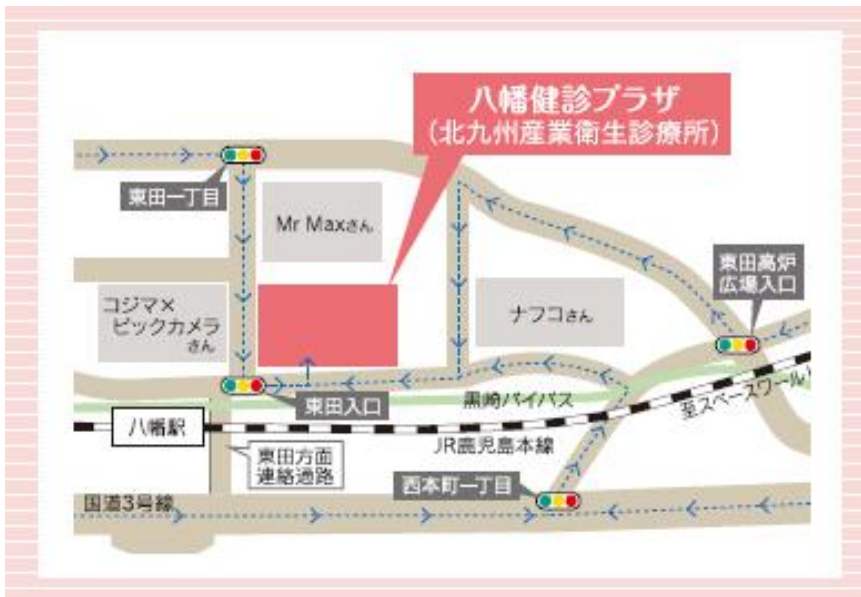 八幡健診プラザ
(北九州産業衛生診療所)
東田一丁目
Mr Maxさん
東田高炉
広場入口
コジマ×
ビックカメラ
さん
ナフコさん
東田入口
黒崎バイパス
至スペースワールド
八幡駅
JR鹿児島本線
東田方面
連絡通路
西本町一丁目
国道3号線